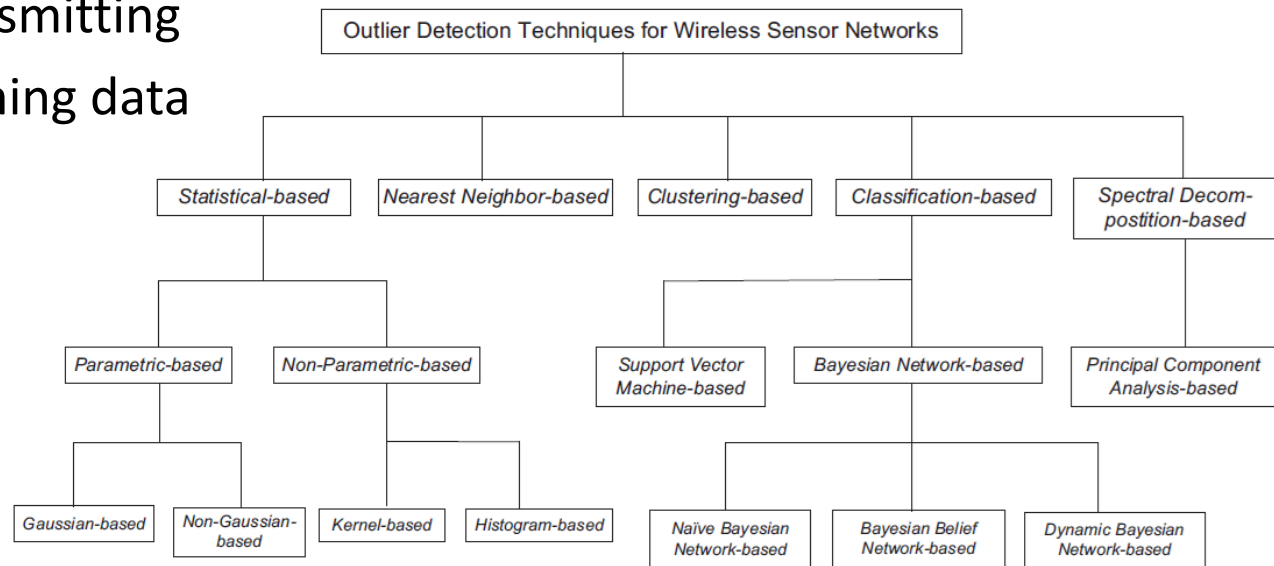 smitting
ning data
Outlier Detection Techniques for Wireless Sensor Networks
Statistical-based
Nearest Neighbor-based
Clustering-based
Classification-based
Spectral Decom-
postition-based
Parametric-based
Non-Parametric-based
Support Vector
Machine-based
Bayesian Network-based
Principal Component
Analysis-based
Gaussian-based
Non-Gaussian-
based
Kernel-based
Histogram-based
Naïve Bayesian
Network-based
Bayesian Belief
Network-based
Dynamic Bayesian
Network-based